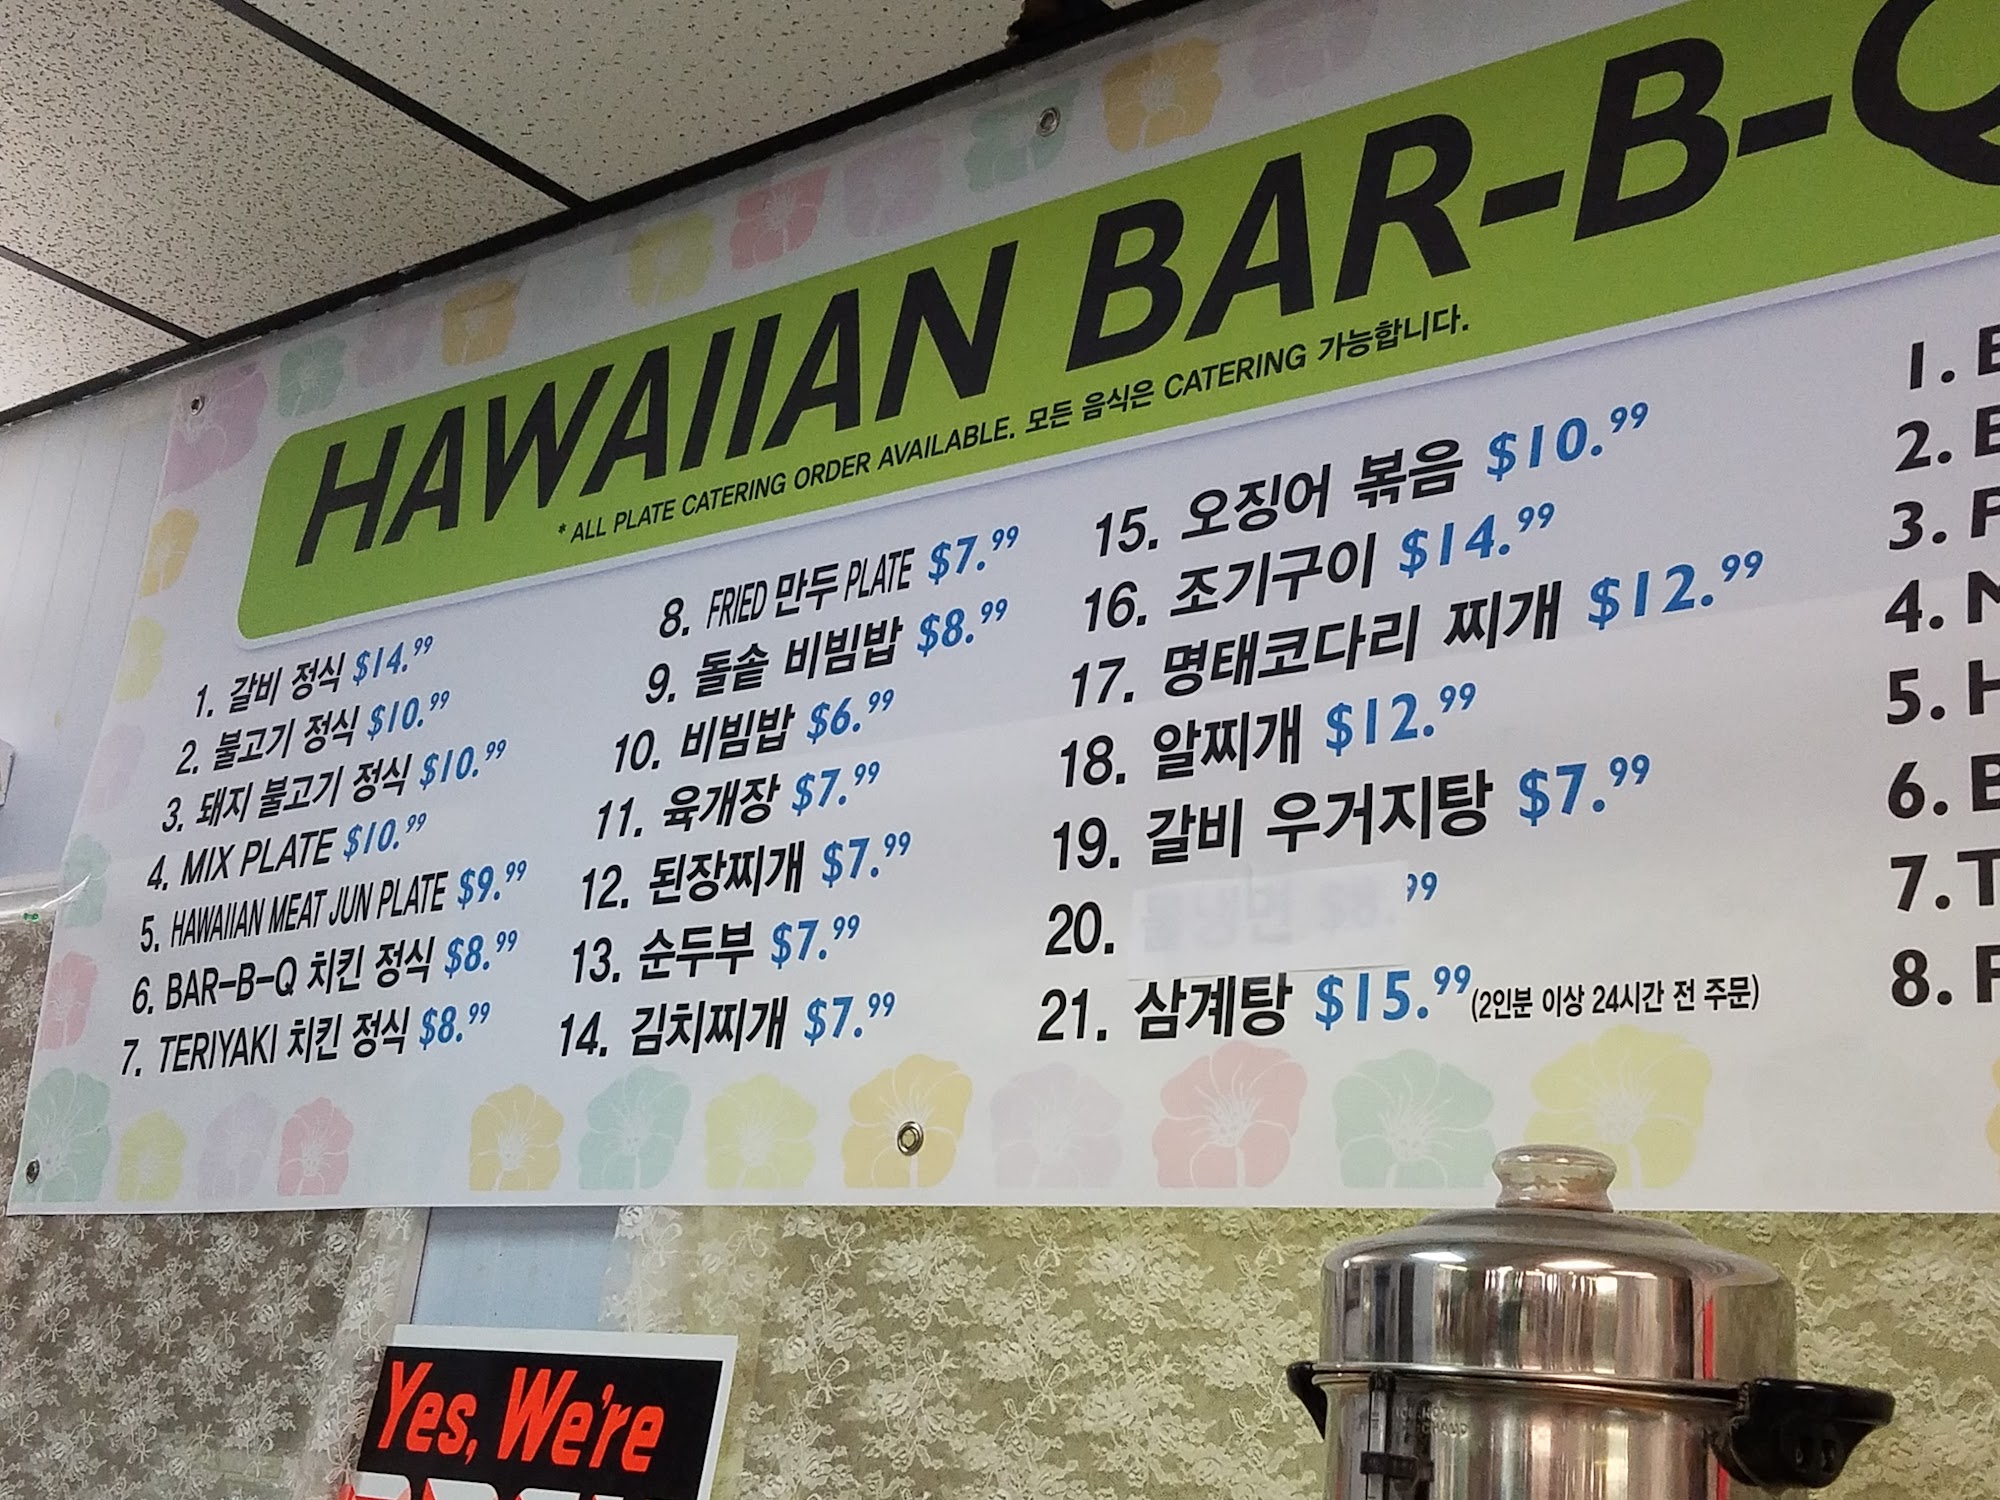 HAWAIIAN BAR-B-Q
* ALL PLATE CATERING ORDER AVAILABLE. 모든 음식은 CATERING 가능합니다.
1. 갈비 정식 $14.99
2. 불고기 정식 $10.99
3. 돼지 불고기 정식 $10.99
4. MIX PLATE $10.99
5. HAWAIIAN MEAT JUN PLATE $9.99
6. BAR-B-Q 치킨 정식 $8.99
7. TERIYAKI 치킨 정식 $8.99
8. FRIED 만두 PLATE $7.99
9. 돌솥 비빔밥 $8.99
10. 비빔밥 $6.99
11. 육개장 $7.99
12. 된장찌개 $7.99
13. 순두부 $7.99
14. 김치찌개 $7.99
15. 오징어 볶음 $10.99
16. 조기구이 $14.99
17. 명태코다리 찌개 $12.99
18. 알찌개 $12.99
19. 갈비 우거지탕 $7.99
20. 물냉면 $8.99
21. 삼계탕 $15.99 (2인분 이상 24시간 전 주문)
1.
2.
3.
4.
5.
6.
7.
8.
Yes, We're